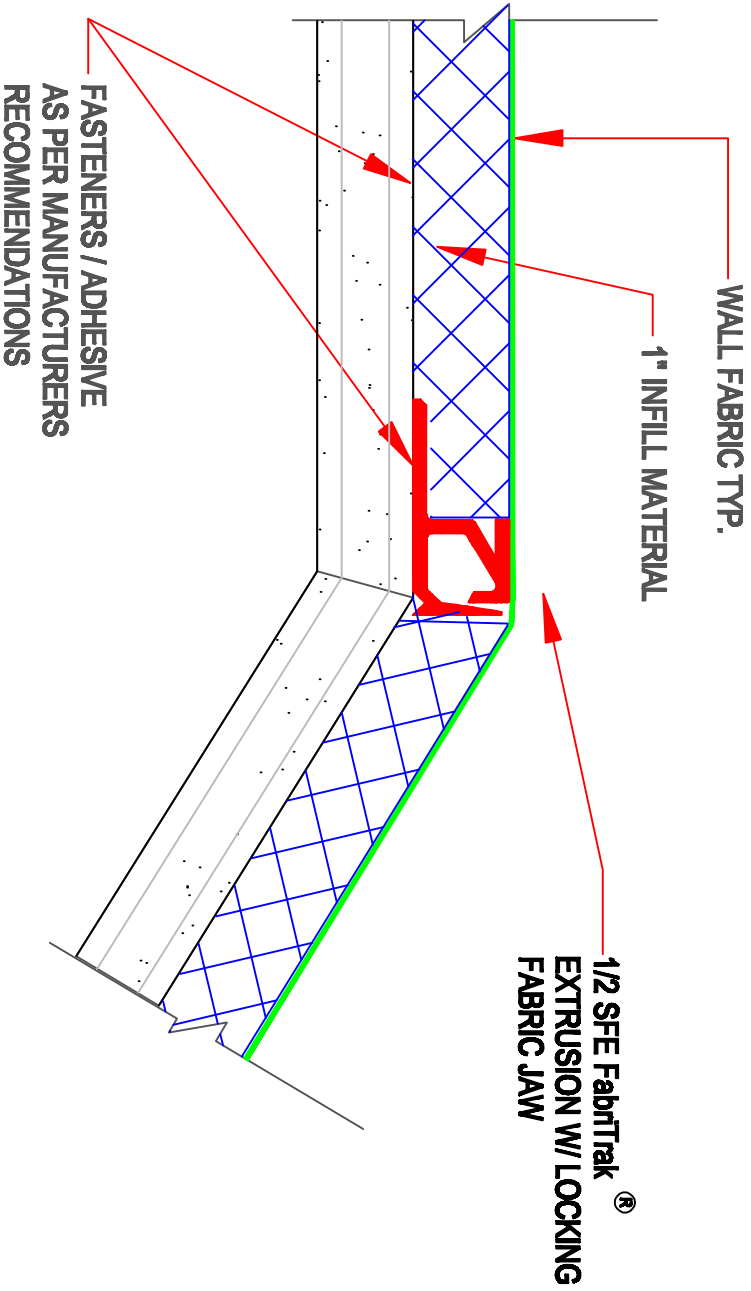 WALL FABRIC TYP.
1" INFILL MATERIAL
1/2 SFE FabriTrak ®
EXTRUSION W/ LOCKING
FABRIC JAW
FASTENERS / ADHESIVE
AS PER MANUFACTURERS
RECOMMENDATIONS